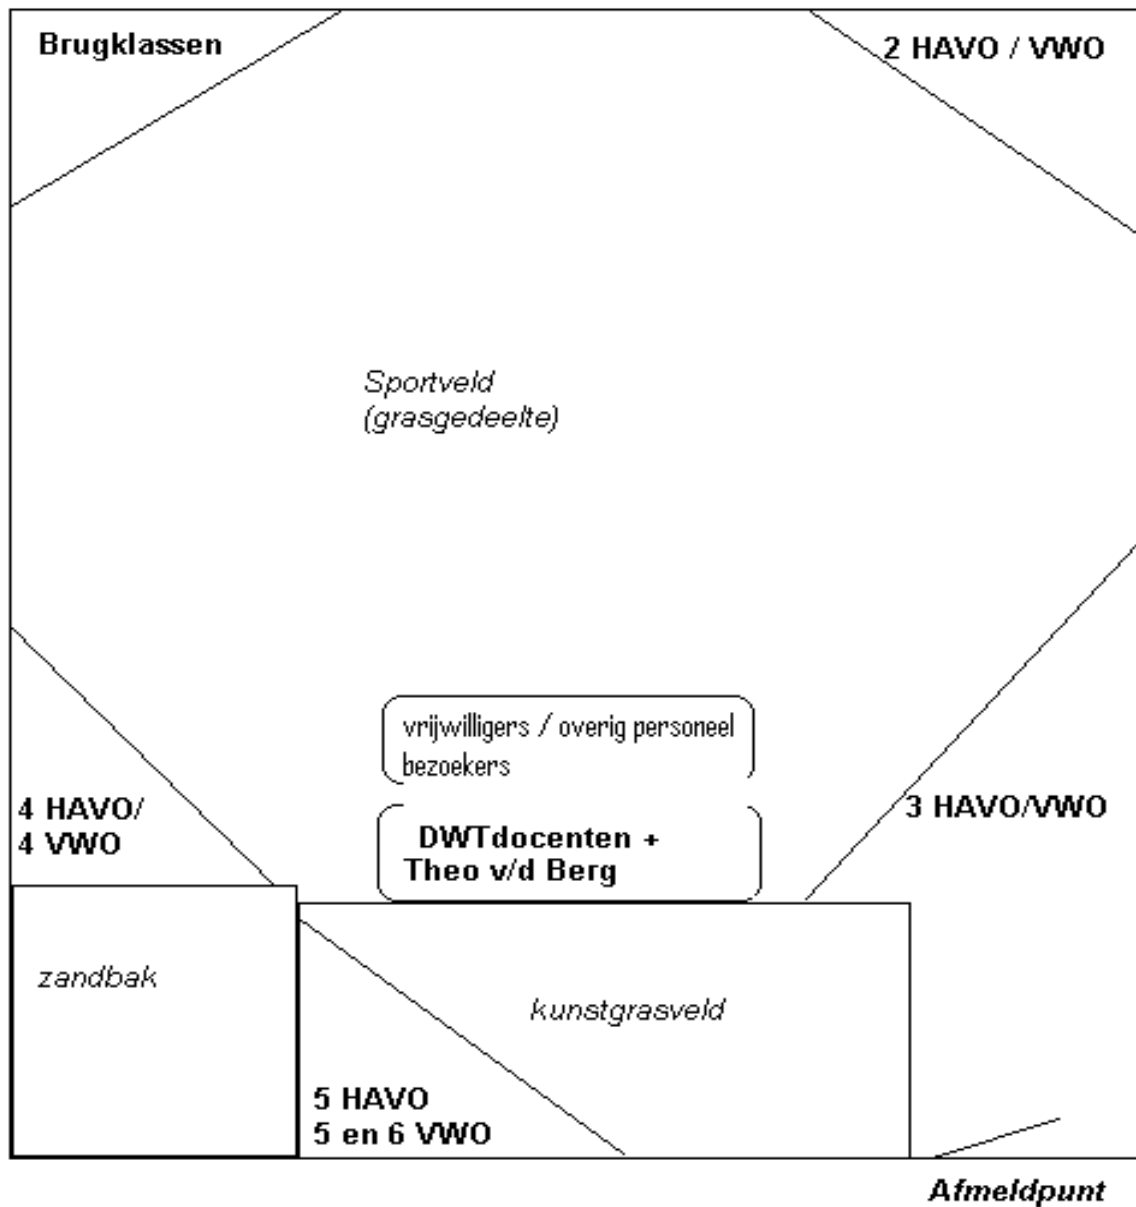 Brugklassen
2 HAVO / VWO
Sportveld
(grasgedeelte)
vrijwilligers / overig personeel
bezoekers
4 HAVO/
4 VWO
3 HAVO/VWO
DWTdocenten +
Theo v/d Berg
zandbak
kunstgrasveld
5 HAVO
5 en 6 VWO
Afmeldpunt